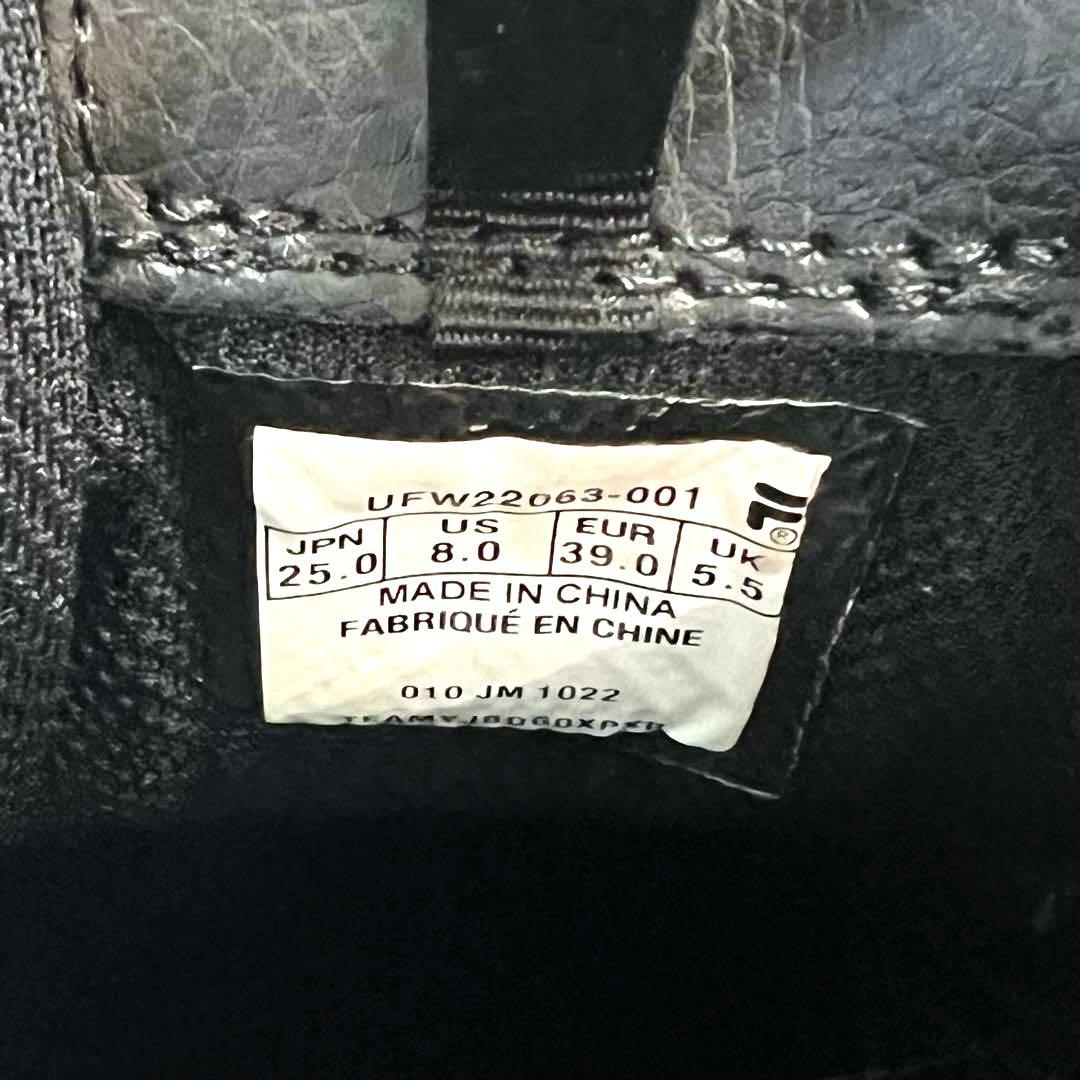 UFW22063-001
JPN US EUR UK
25.0 8.0 39.0 5.5
MADE IN CHINA
FABRIQUÉ EN CHINE
010 JM 1022